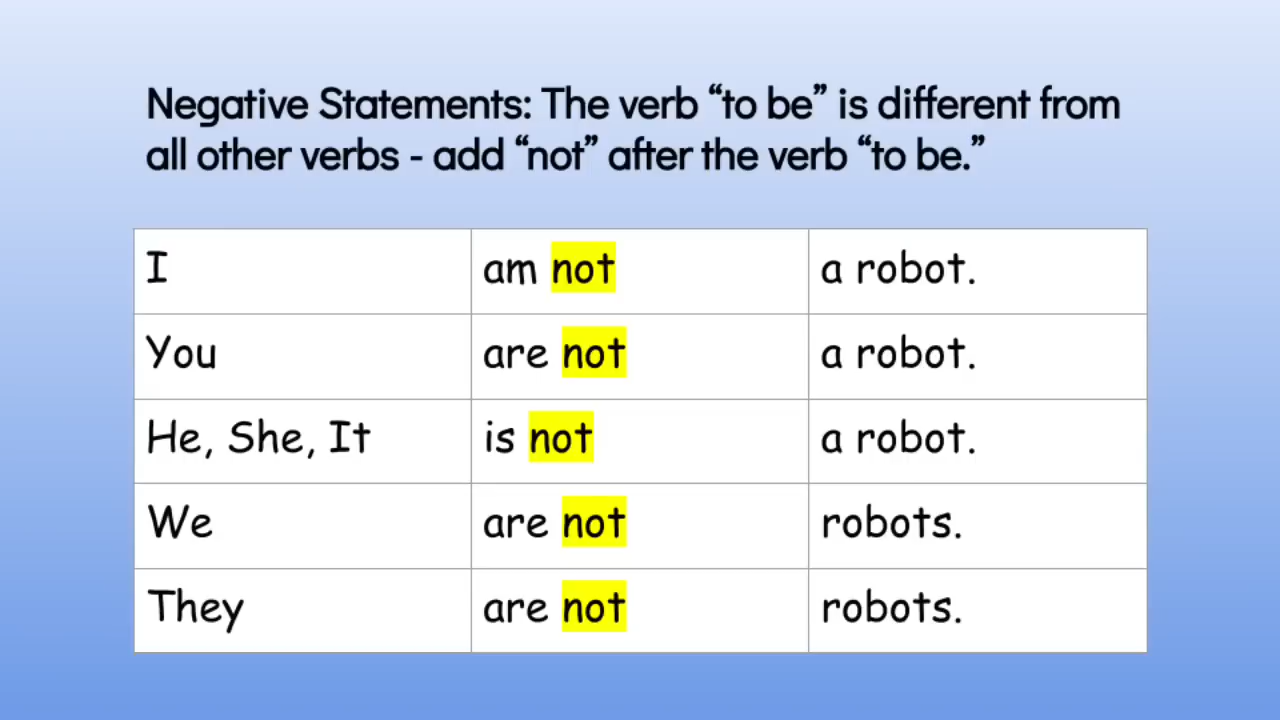 Negative Statements: The verb “to be” is different from
all other verbs - add “not” after the verb “to be.”
I am not a robot.
You are not a robot.
He, She, It is not a robot.
We are not robots.
They are not robots.